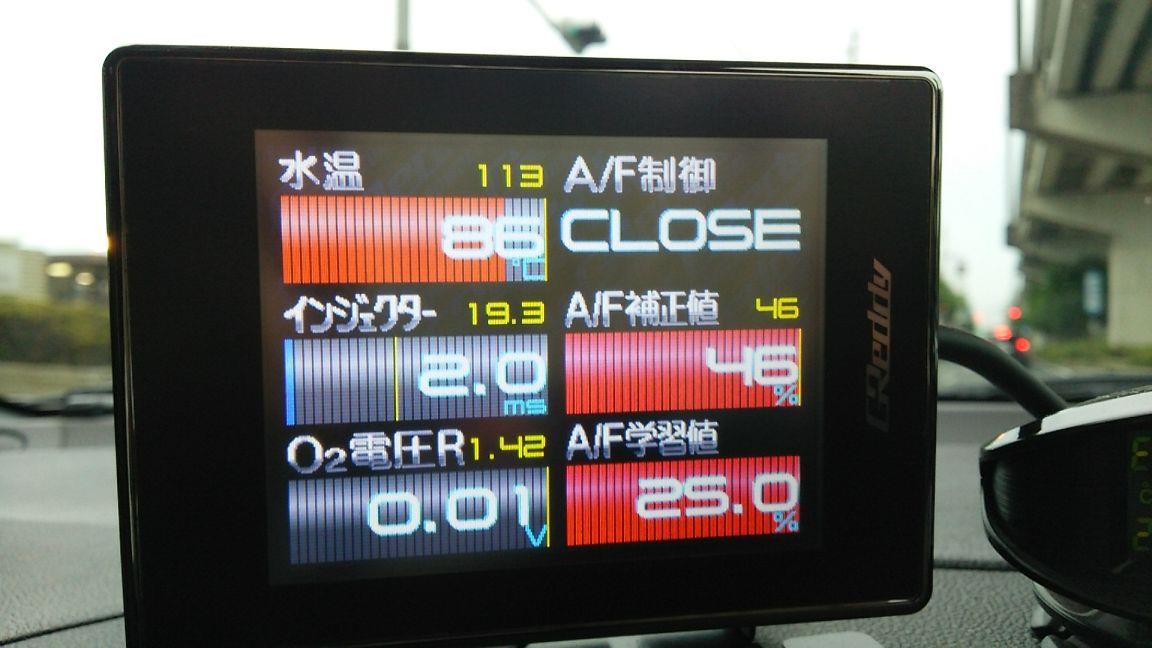 水温 113
86
℃
A/F制御
CLOSE
インジェクター 19.3
2.0
ms
A/F補正値 46
46
%
O2電圧R 1.42
0.01
V
A/F学習値
25.0
%
GReddy